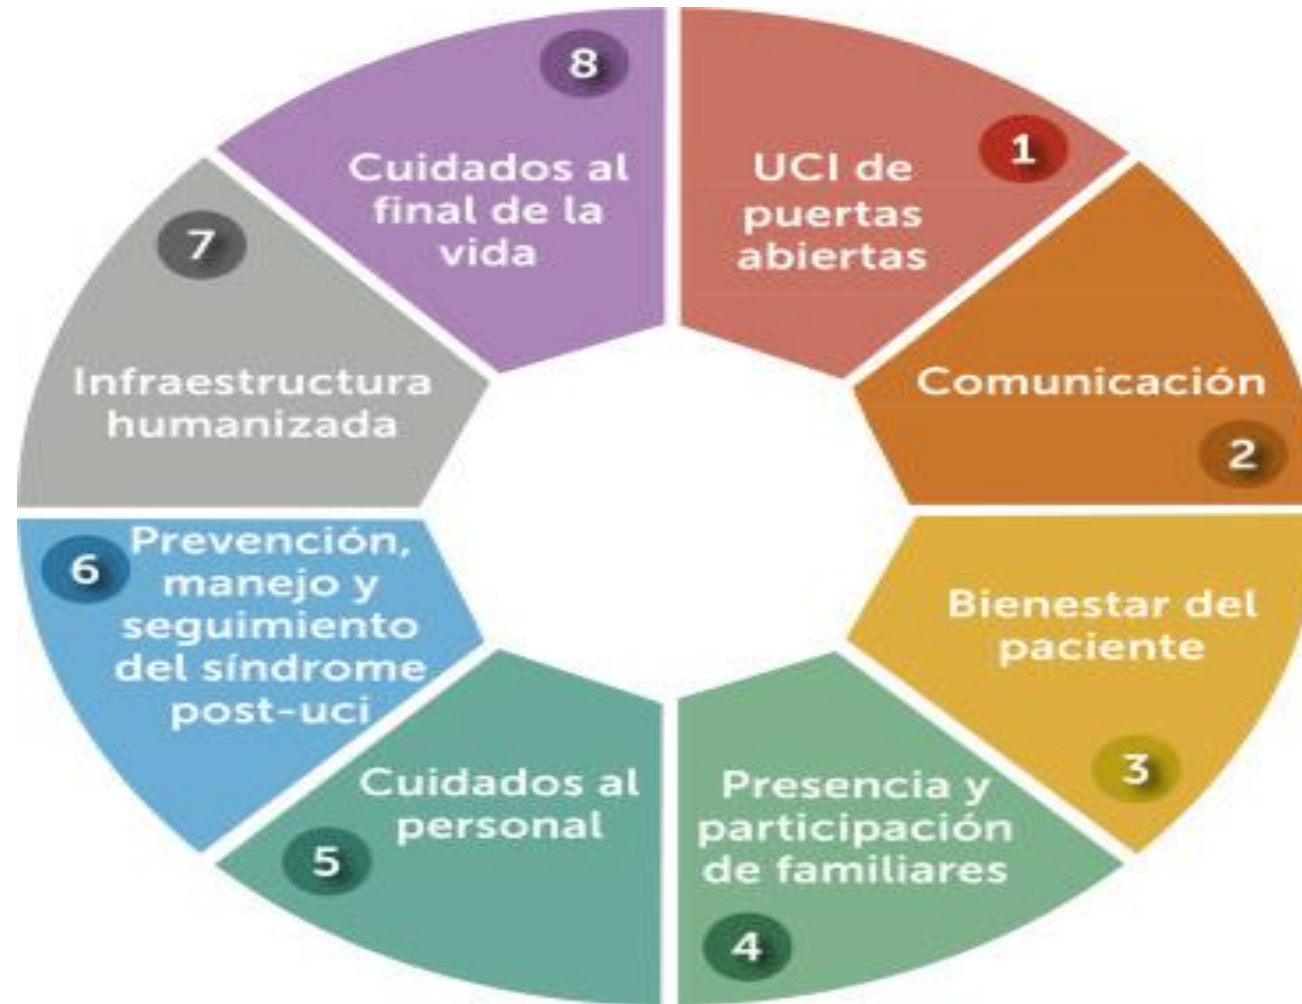 1
UCI de
puertas
abiertas
Comunicación
2
Bienestar del
paciente
3
Presencia y
participación
de familiares
4
Cuidados al
personal
5
6
Prevención,
manejo y
seguimiento
del síndrome
post-uci
7
Infraestructura
humanizada
8
Cuidados al
final de la
vida